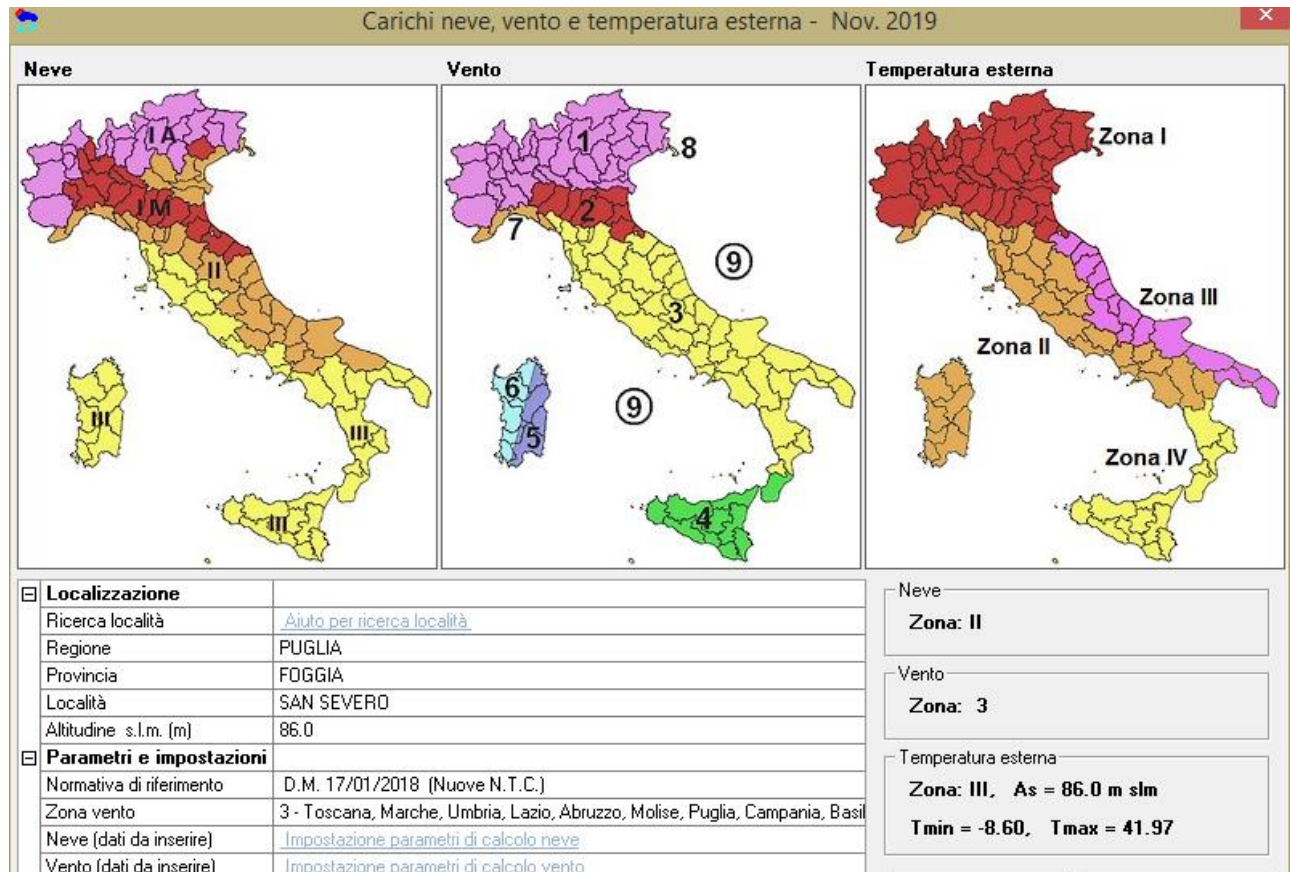 Carichi neve, vento e temperatura esterna - Nov. 2019
Neve
Vento
Temperatura esterna
I A
I M
II
III
III
III
1
8
2
7
9
3
6
9
5
4
Zona I
Zona III
Zona II
Zona IV
Localizzazione
Ricerca località Aiuto per ricerca località
Regione PUGLIA
Provincia FOGGIA
Località SAN SEVERO
Altitudine s.l.m. (m) 86.0
Parametri e impostazioni
Normativa di riferimento D.M. 17/01/2018 (Nuove N.T.C.)
Zona vento 3 - Toscana, Marche, Umbria, Lazio, Abruzzo, Molise, Puglia, Campania, Basil
Neve (dati da inserire) Impostazione parametri di calcolo neve
Vento (dati da inserire) Impostazione parametri di calcolo vento
Neve
Zona: II
Vento
Zona: 3
Temperatura esterna
Zona: III, As = 86.0 m slm
Tmin = -8.60, Tmax = 41.97